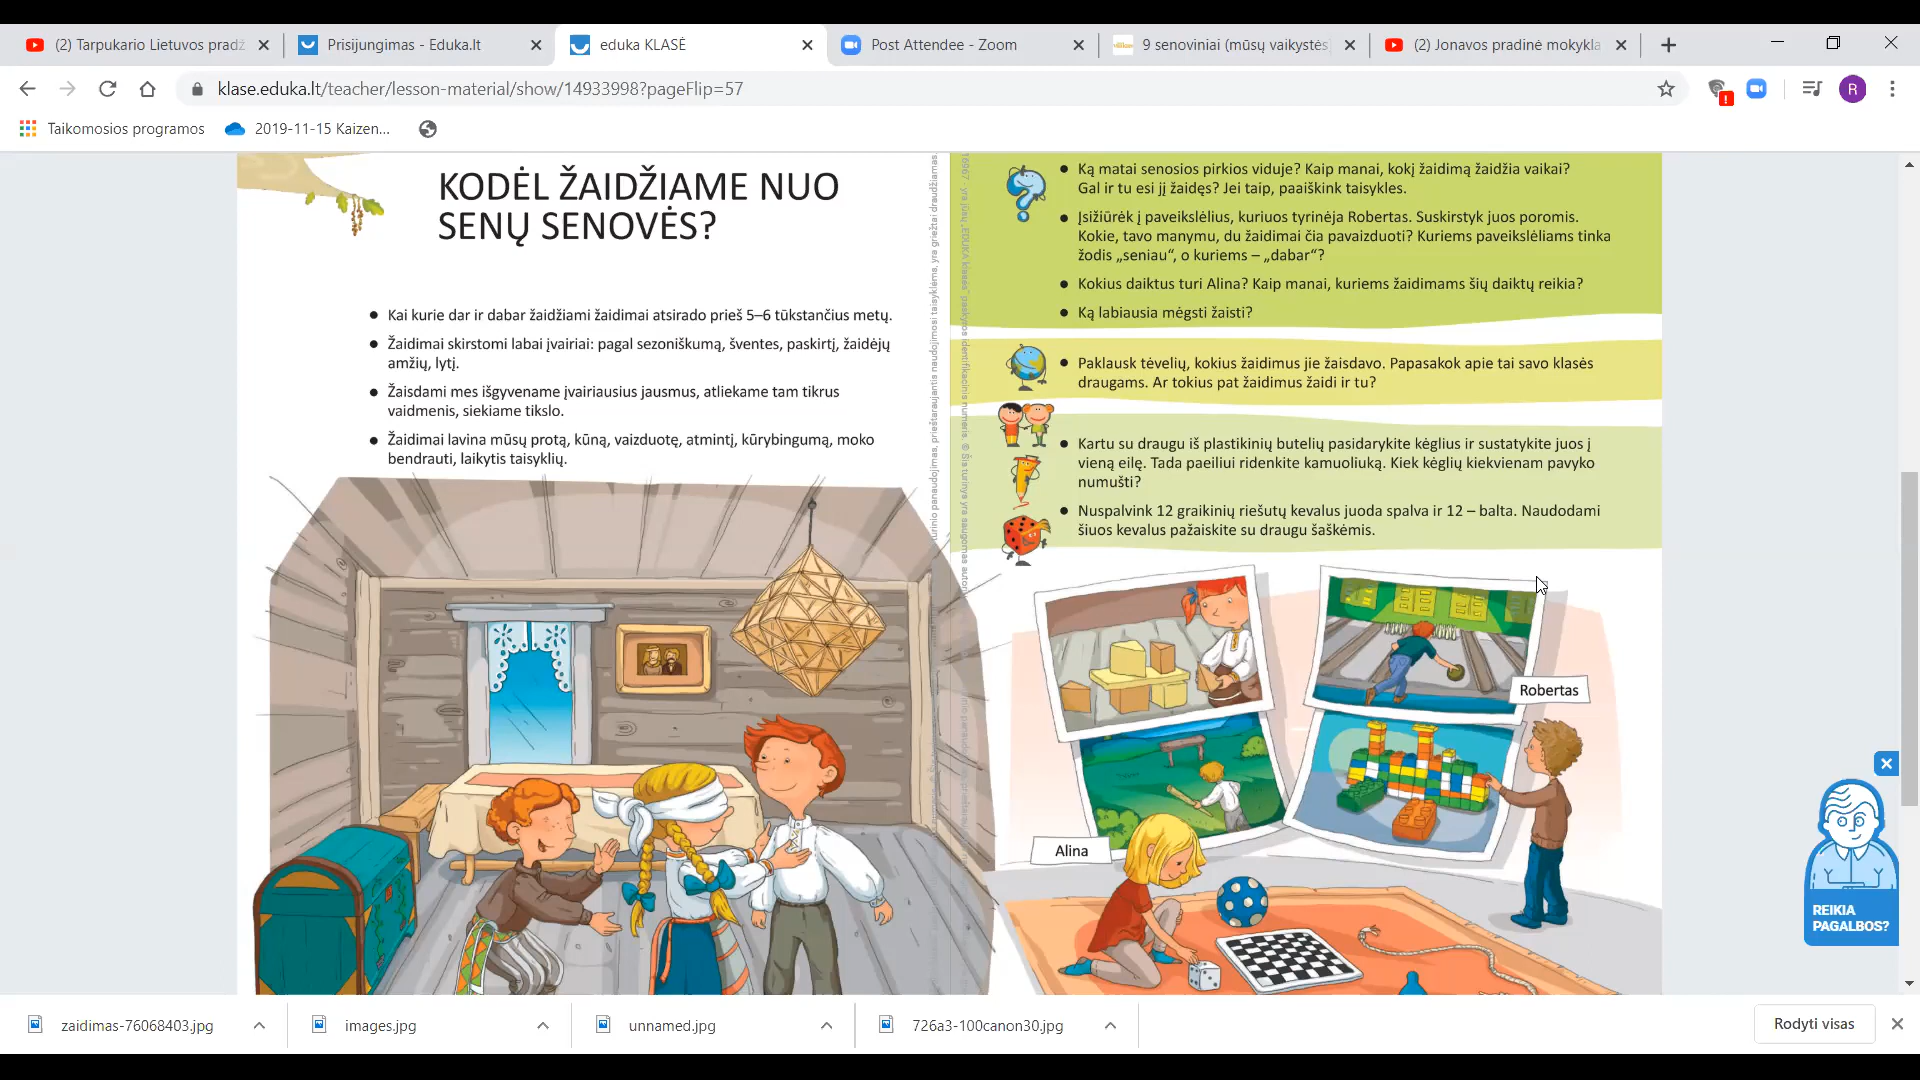 (2) Tarpukario Lietuvos pradž
Prisijungimas - Eduka.lt
eduka KLASĖ
Post Attendee - Zoom
9 senoviniai (mūsų vaikystės
(2) Jonavos pradinė mokykla
klase.eduka.lt/teacher/lesson-material/show/14933998?pageFlip=57
R
Taikomosios programos
2019-11-15 Kaizen...
KODĖL ŽAIDŽIAME NUO
SENŲ SENOVĖS?
● Kai kurie dar ir dabar žaidžiami žaidimai atsirado prieš 5–6 tūkstančius metų.
● Žaidimai skirstomi labai įvairiai: pagal sezoniškumą, šventes, paskirtį, žaidėjų
amžių, lytį.
● Žaisdami mes išgyvename įvairiausius jausmus, atliekame tam tikrus
vaidmenis, siekiame tikslo.
● Žaidimai lavina mūsų protą, kūną, vaizduotę, atmintį, kūrybingumą, moko
bendrauti, laikytis taisyklių.
● Ką matai senosios pirkios viduje? Kaip manai, kokį žaidimą žaidžia vaikai?
Gal ir tu esi jį žaidęs? Jei taip, paaiškink taisykles.
● Įsižiūrėk į paveikslėlius, kuriuos tyrinėja Robertas. Suskirstyk juos poromis.
Kokie, tavo manymu, du žaidimai čia pavaizduoti? Kuriems paveikslėliams tinka
žodis „seniau“, o kuriems – „dabar“?
● Kokius daiktus turi Alina? Kaip manai, kuriems žaidimams šių daiktų reikia?
● Ką labiausia mėgsti žaisti?
● Paklausk tėvelių, kokius žaidimus jie žaisdavo. Papasakok apie tai savo klasės
draugams. Ar tokius pat žaidimus žaidi ir tu?
● Kartu su draugu iš plastikinių butelių pasidarykite kėglius ir sustatykite juos į
vieną eilę. Tada paeiliui ridenkite kamuoliuką. Kiek kėglių kiekvienam pavyko
numušti?
● Nuspalvink 12 graikinių riešutų kevalus juoda spalva ir 12 – balta. Naudodami
šiuos kevalus pažaiskite su draugu šaškėmis.
Robertas
Alina
REIKIA
PAGALBOS?
zaidimas-76068403.jpg
images.jpg
unnamed.jpg
726a3-100canon30.jpg
Rodyti visas